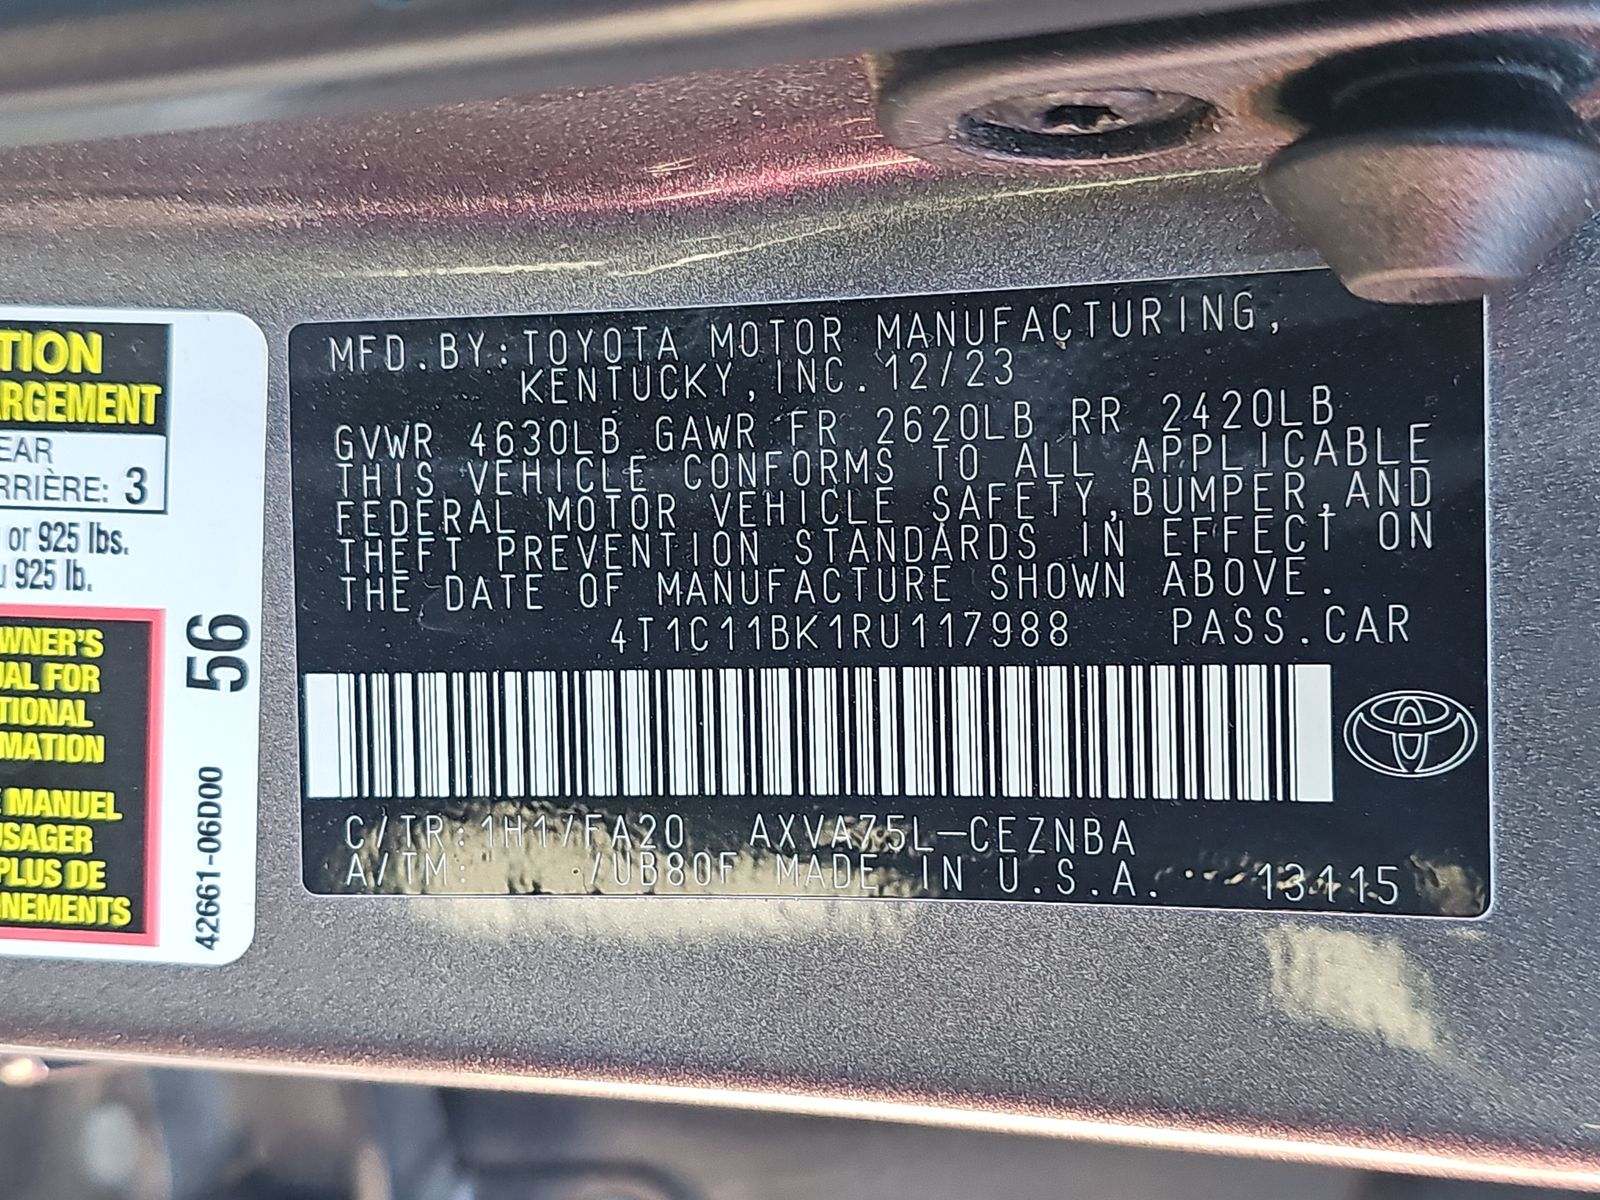 TION
ARGEMENT
EAR
RRIÈRE: 3
or 925 lbs.
u 925 lb.
WNER'S
UAL FOR
TIONAL
MATION
E MANUEL
USAGER
PLUS DE
NEMENTS
56
42661-06D00
MFD.BY:TOYOTA MOTOR MANUFACTURING,
KENTUCKY,INC.12/23
GVWR 4630LB GAWR FR 2620LB RR 2420LB
THIS VEHICLE CONFORMS TO ALL APPLICABLE
FEDERAL MOTOR VEHICLE SAFETY,BUMPER,AND
THEFT PREVENTION STANDARDS IN EFFECT ON
THE DATE OF MANUFACTURE SHOWN ABOVE.
4T1C11BK1RU117988 PASS.CAR
C/TR:1H17FA20 AXVA75L-CEZNBA
A/TM: /UB80F MADE IN U.S.A. 13115